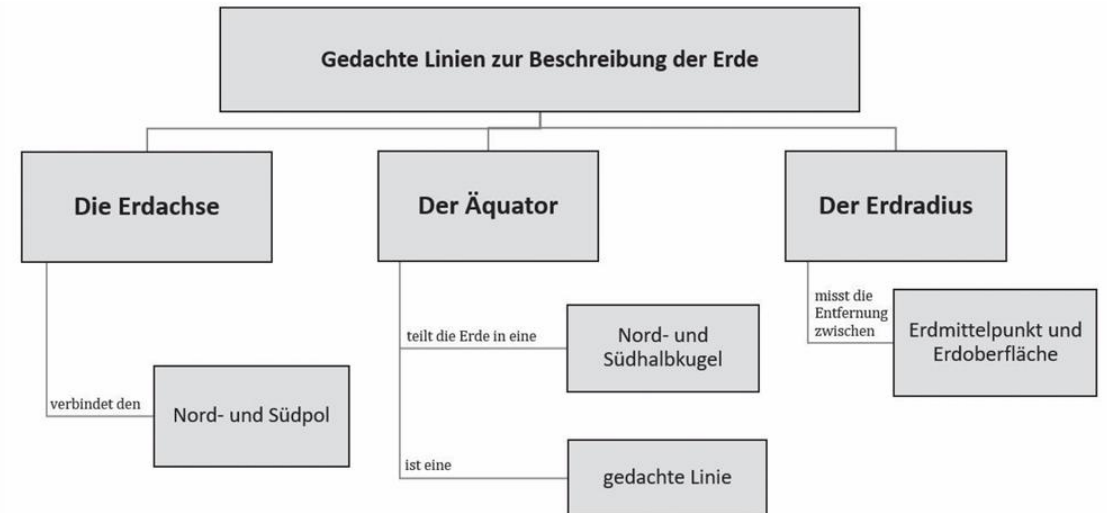 Gedachte Linien zur Beschreibung der Erde
Die Erdachse
Der Äquator
Der Erdradius
verbindet den
Nord- und Südpol
teilt die Erde in eine
Nord- und
Südhalbkugel
ist eine
gedachte Linie
misst die
Entfernung
zwischen
Erdmittelpunkt und
Erdoberfläche